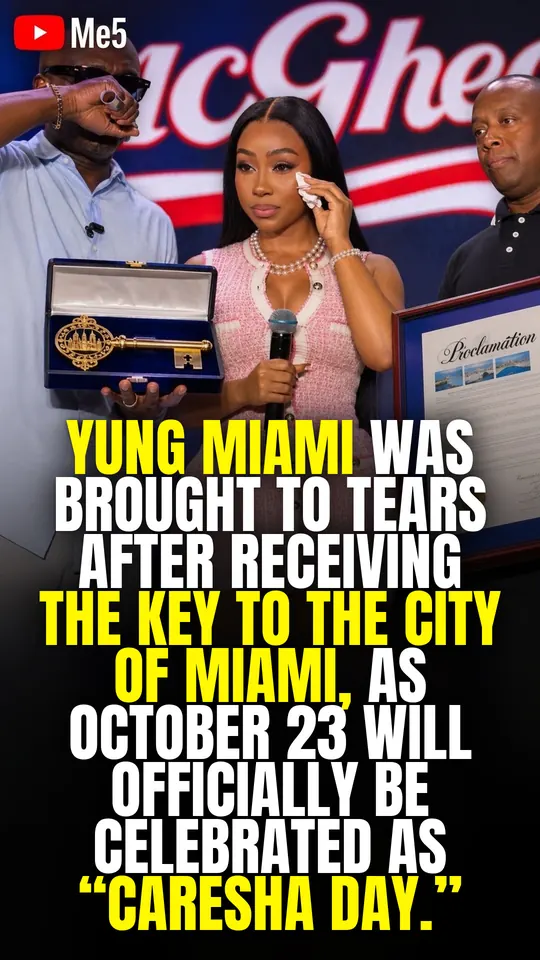 Me5
McGhee
Proclamation
YUNG MIAMI WAS
BROUGHT TO TEARS
AFTER RECEIVING
THE KEY TO THE CITY
OF MIAMI, AS
OCTOBER 23 WILL
OFFICIALLY BE
CELEBRATED AS
“CARESHA DAY.”